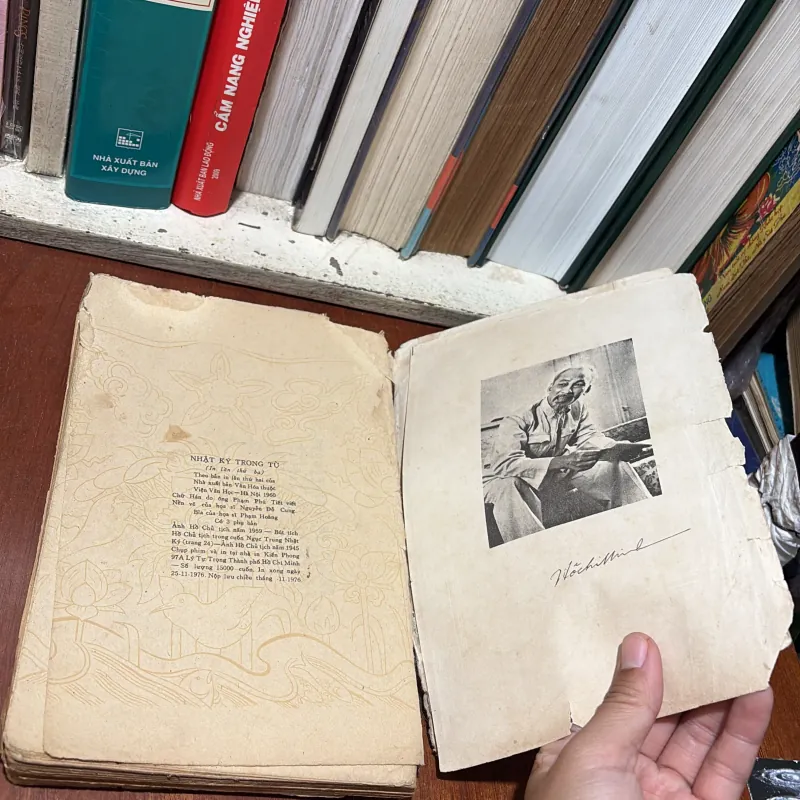 NHÀ XUẤT BẢN
XÂY DỰNG
CẨM NANG NGHIỆ
NHÀ XUẤT BẢN LAO ĐỘNG
NHẬT KÝ TRONG TÙ
(In lần thứ ba)
Theo bản in lần thứ hai của
Nhà xuất bản Văn Hóa thuộc
Viện Văn Học — Hà Nội 1960
Chữ Hán do ông Phạm Phú Tiết viết
Nền vẽ của họa sĩ Nguyễn Đỗ Cung
Bìa của họa sĩ Phạm Hoàng
Có 3 phụ bản
Ảnh Hồ Chủ tịch năm 1959 — Bút tích
Hồ Chủ tịch trong cuốn Ngục Trung Nhật
Ký (trang 24) — Ảnh Hồ Chủ tịch năm 1945
Chụp phim và in tại nhà in Kiến Phong
97A Lý Tự Trọng Thành phố Hồ Chí Minh
— Số lượng 15000 cuốn. In xong ngày
25-11-1976. Nộp lưu chiểu tháng 11-1976
HồchíMinh